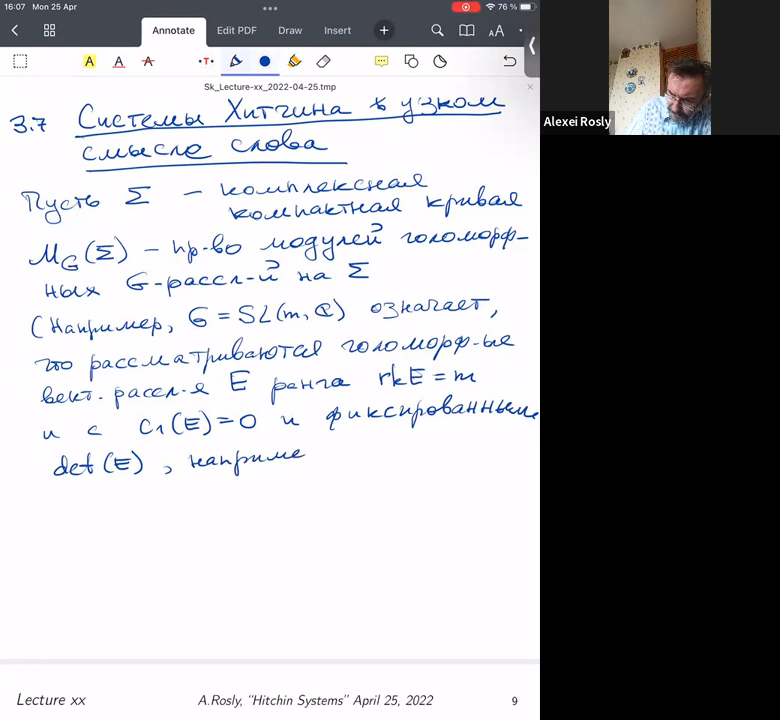 16:07 Mon 25 Apr
76 %
Annotate Edit PDF Draw Insert
AA
A A A T
Sk_Lecture-xx_2022-04-25.tmp
3.7 Системы Хитчина в узком
смысле слова
Пусть Σ – комплексная
компактная кривая
M_G(Σ) – пр-во модулей голоморф-
ных G-рассл-й на Σ
(Например, G = SL(m,ℂ) означает,
что рассматриваются голоморф-ые
вект. рассл-я E ранга rkE = m
и с c₁(E)=0 и фиксированным
det(E), наприме
Lecture xx A.Rosly, "Hitchin Systems" April 25, 2022 9
Alexei Rosly